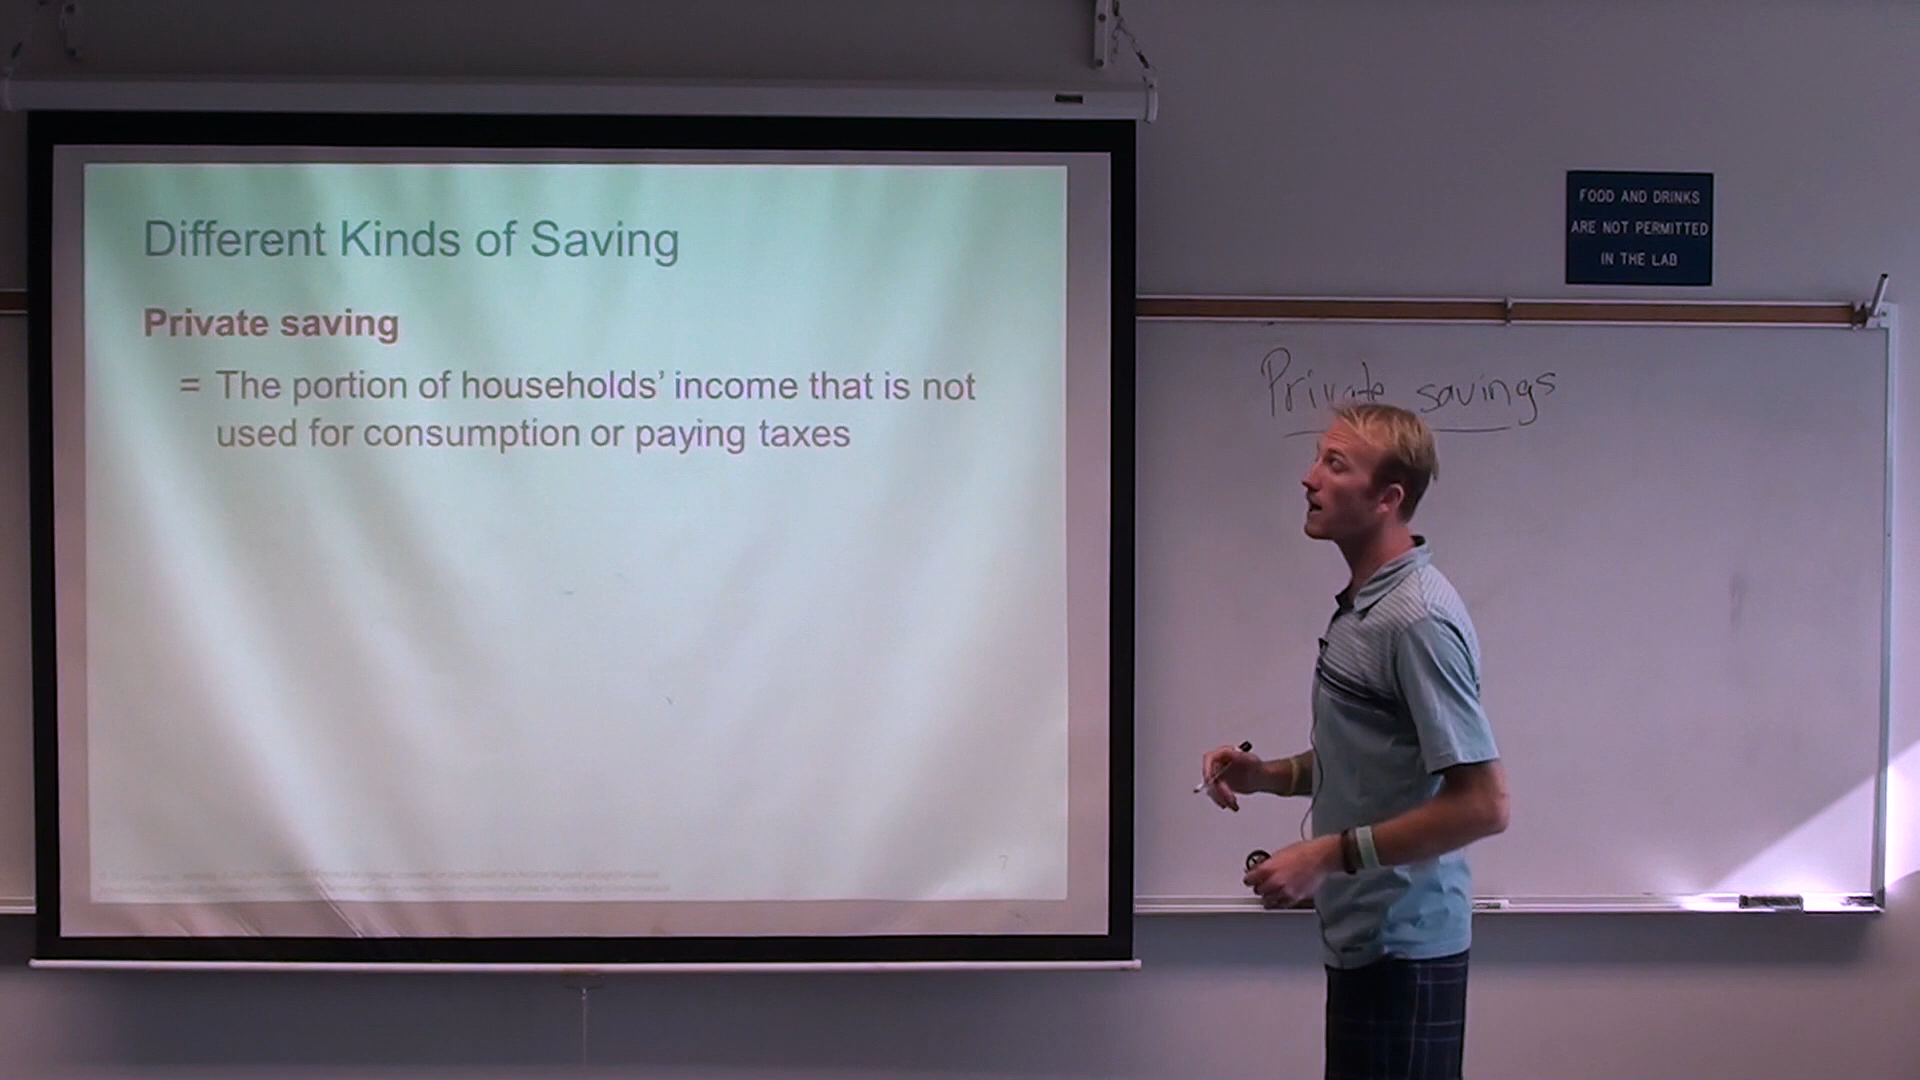 Different Kinds of Saving
Private saving
= The portion of households' income that is not
used for consumption or paying taxes
7
FOOD AND DRINKS
ARE NOT PERMITTED
IN THE LAB
Private savings